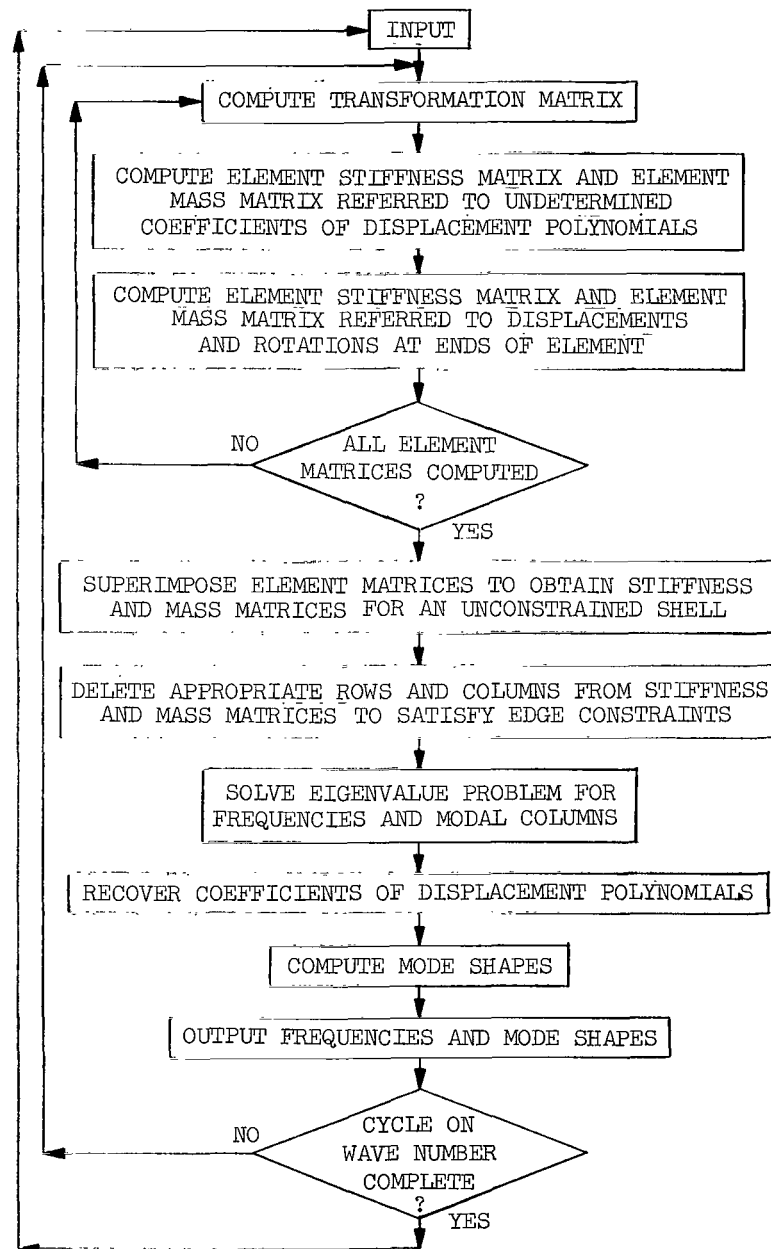 INPUT
COMPUTE TRANSFORMATION MATRIX
COMPUTE ELEMENT STIFFNESS MATRIX AND ELEMENT
MASS MATRIX REFERRED TO UNDETERMINED
COEFFICIENTS OF DISPLACEMENT POLYNOMIALS
COMPUTE ELEMENT STIFFNESS MATRIX AND ELEMENT
MASS MATRIX REFERRED TO DISPLACEMENTS
AND ROTATIONS AT ENDS OF ELEMENT
NO
ALL ELEMENT
MATRICES COMPUTED
?
YES
SUPERIMPOSE ELEMENT MATRICES TO OBTAIN STIFFNESS
AND MASS MATRICES FOR AN UNCONSTRAINED SHELL
DELETE APPROPRIATE ROWS AND COLUMNS FROM STIFFNESS
AND MASS MATRICES TO SATISFY EDGE CONSTRAINTS
SOLVE EIGENVALUE PROBLEM FOR
FREQUENCIES AND MODAL COLUMNS
RECOVER COEFFICIENTS OF DISPLACEMENT POLYNOMIALS
COMPUTE MODE SHAPES
OUTPUT FREQUENCIES AND MODE SHAPES
NO
CYCLE ON
WAVE NUMBER
COMPLETE
?
YES